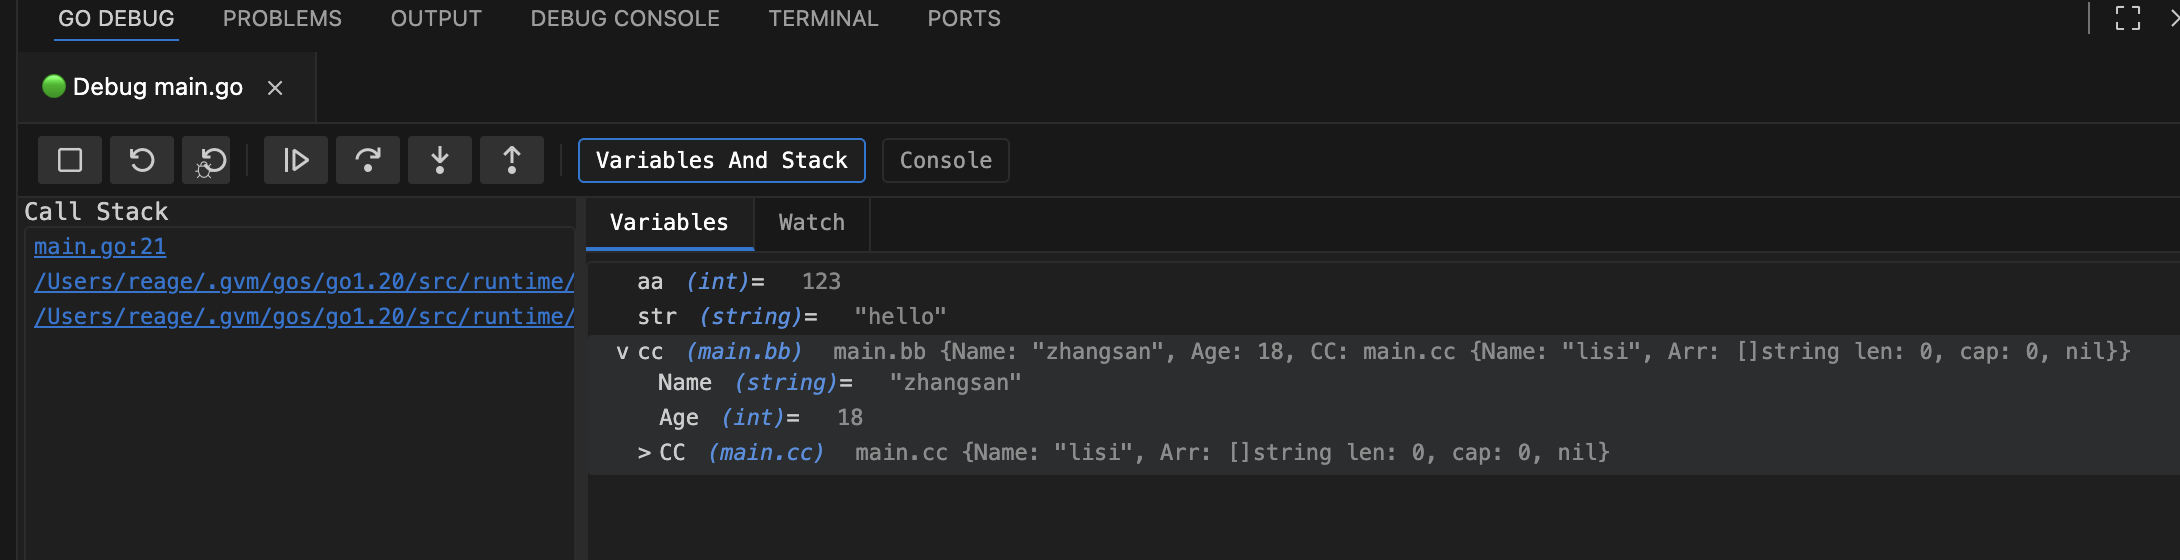 GO DEBUG PROBLEMS OUTPUT DEBUG CONSOLE TERMINAL PORTS
Debug main.go
Variables And Stack Console
Call Stack
main.go:21
/Users/reage/.gvm/gos/go1.20/src/runtime/
/Users/reage/.gvm/gos/go1.20/src/runtime/
Variables Watch
aa (int)= 123
str (string)= "hello"
v cc (main.bb) main.bb {Name: "zhangsan", Age: 18, CC: main.cc {Name: "lisi", Arr: []string len: 0, cap: 0, nil}}
Name (string)= "zhangsan"
Age (int)= 18
> CC (main.cc) main.cc {Name: "lisi", Arr: []string len: 0, cap: 0, nil}